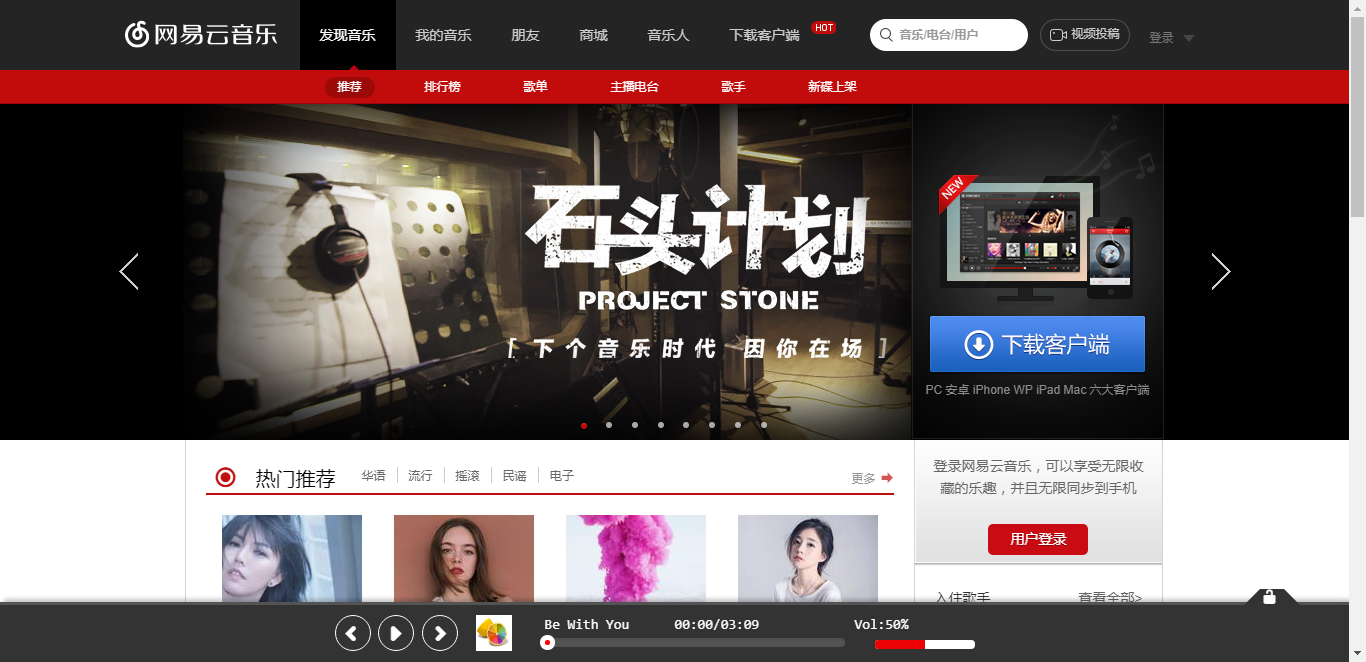 网易云音乐
发现音乐
我的音乐
朋友
商城
音乐人
下载客户端
HOT
音乐/电台/用户
视频投稿
登录
推荐
排行榜
歌单
主播电台
歌手
新碟上架
石头计划
PROJECT STONE
[ 下个音乐时代 因你在场 ]
NEW
下载客户端
PC 安卓 iPhone WP iPad Mac 六大客户端
热门推荐
华语
流行
摇滚
民谣
电子
更多
登录网易云音乐，可以享受无限收
藏的乐趣，并且无限同步到手机
用户登录
入住歌手
查看全部>
Be With You
00:00/03:09
Vol:50%